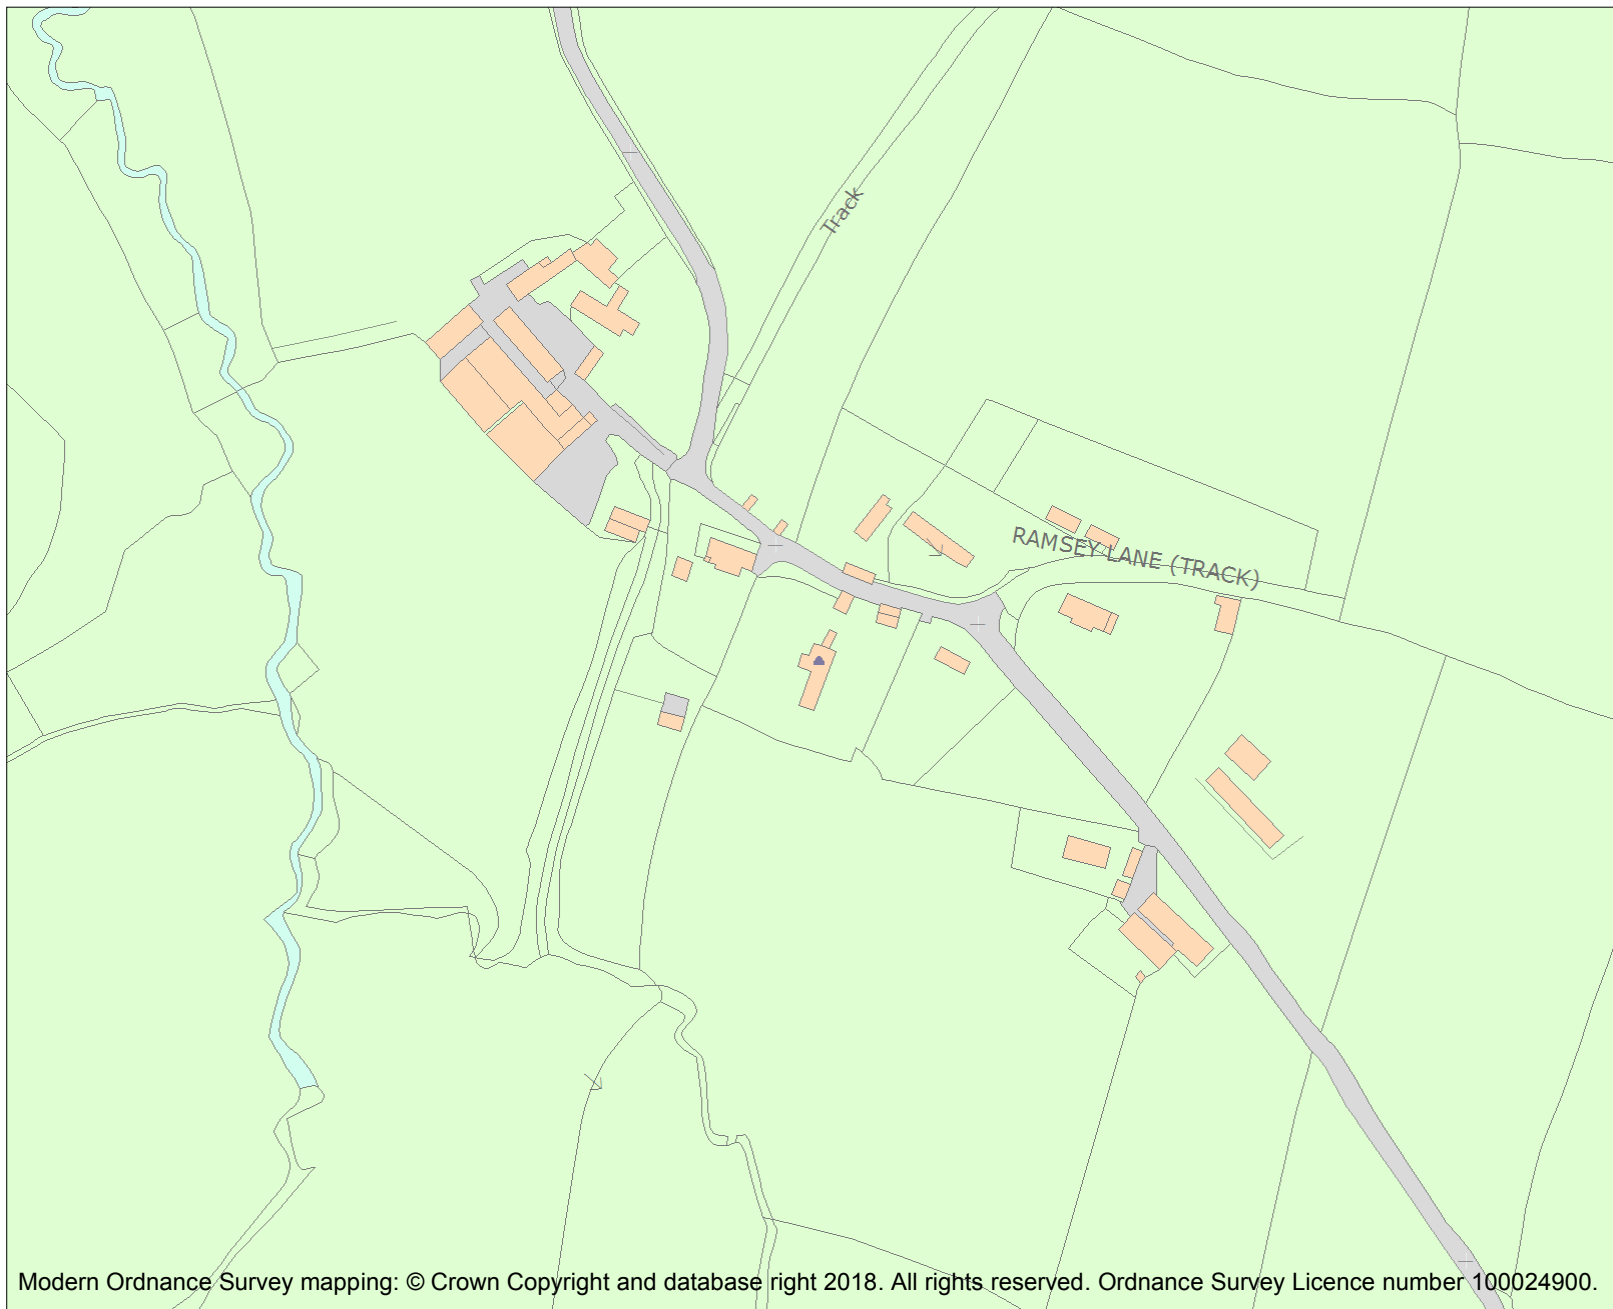 Track
RAMSEY LANE (TRACK)
Modern Ordnance Survey mapping: © Crown Copyright and database right 2018. All rights reserved. Ordnance Survey Licence number 100024900.